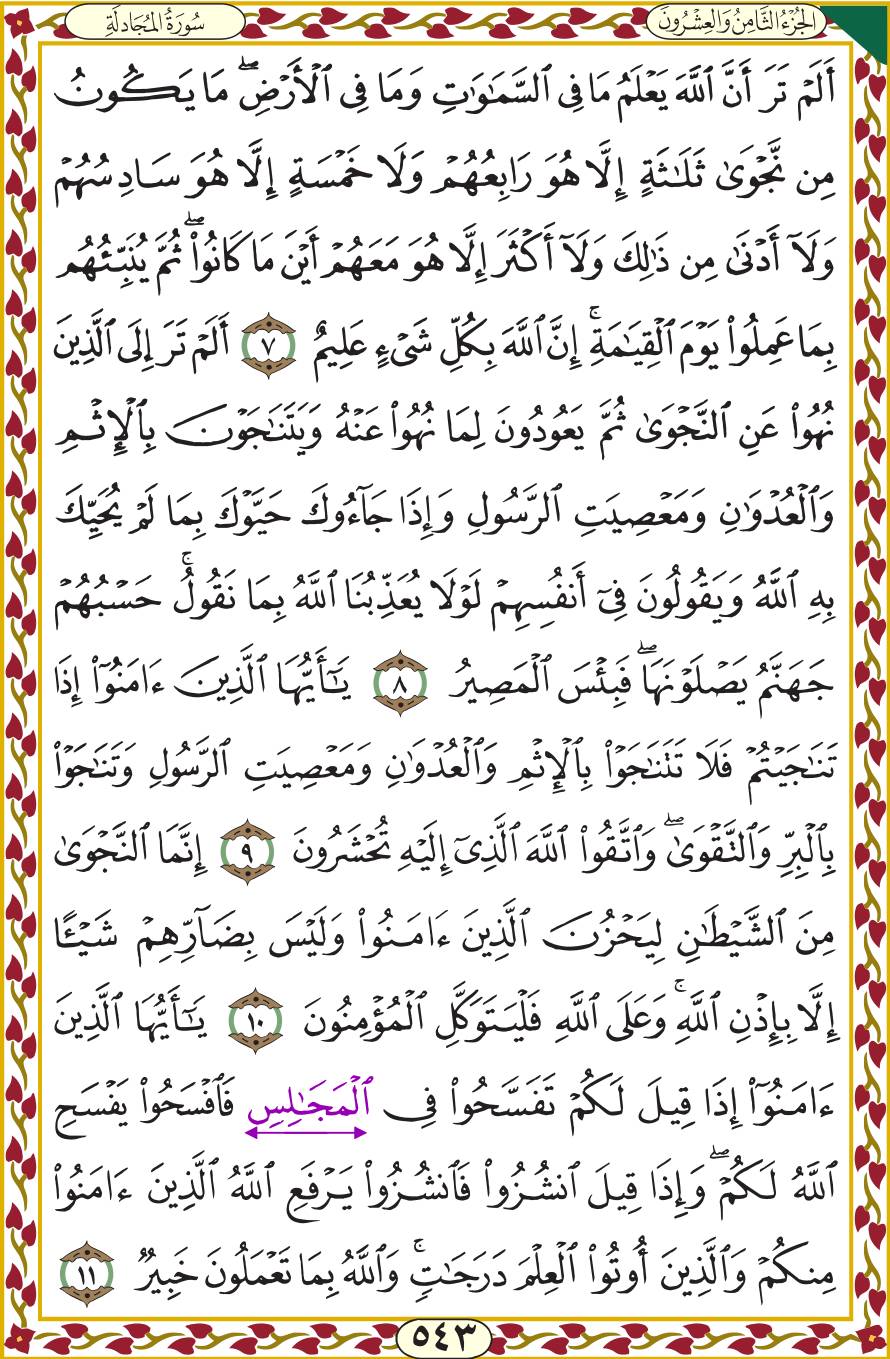 الجُزْءُ الثَّامِنُ وَالعِشْرُونَ
سُورَةُ المُجَادلَةِ
أَلَمۡ تَرَ أَنَّ ٱللَّهَ يَعۡلَمُ مَا فِي ٱلسَّمَٰوَٰتِ وَمَا فِي ٱلۡأَرۡضِۖ مَا يَكُونُ
مِن نَّجۡوَىٰ ثَلَٰثَةٍ إِلَّا هُوَ رَابِعُهُمۡ وَلَا خَمۡسَةٍ إِلَّا هُوَ سَادِسُهُمۡ
وَلَآ أَدۡنَىٰ مِن ذَٰلِكَ وَلَآ أَكۡثَرَ إِلَّا هُوَ مَعَهُمۡ أَيۡنَ مَا كَانُواْۖ ثُمَّ يُنَبِّئُهُم
بِمَا عَمِلُواْ يَوۡمَ ٱلۡقِيَٰمَةِۚ إِنَّ ٱللَّهَ بِكُلِّ شَيۡءٍ عَلِيمٌ ٧ أَلَمۡ تَرَ إِلَى ٱلَّذِينَ
نُهُواْ عَنِ ٱلنَّجۡوَىٰ ثُمَّ يَعُودُونَ لِمَا نُهُواْ عَنۡهُ وَيَتَنَٰجَوۡنَ بِٱلۡإِثۡمِ
وَٱلۡعُدۡوَٰنِ وَمَعۡصِيَتِ ٱلرَّسُولِ وَإِذَا جَآءُوكَ حَيَّوۡكَ بِمَا لَمۡ يُحَيِّكَ
بِهِ ٱللَّهُ وَيَقُولُونَ فِيٓ أَنفُسِهِمۡ لَوۡلَا يُعَذِّبُنَا ٱللَّهُ بِمَا نَقُولُۚ حَسۡبُهُمۡ
جَهَنَّمُ يَصۡلَوۡنَهَاۖ فَبِئۡسَ ٱلۡمَصِيرُ ٨ يَٰٓأَيُّهَا ٱلَّذِينَ ءَامَنُوٓاْ إِذَا
تَنَٰجَيۡتُمۡ فَلَا تَتَنَٰجَوۡاْ بِٱلۡإِثۡمِ وَٱلۡعُدۡوَٰنِ وَمَعۡصِيَتِ ٱلرَّسُولِ وَتَنَٰجَوۡاْ
بِٱلۡبِرِّ وَٱلتَّقۡوَىٰۖ وَٱتَّقُواْ ٱللَّهَ ٱلَّذِيٓ إِلَيۡهِ تُحۡشَرُونَ ٩ إِنَّمَا ٱلنَّجۡوَىٰ
مِنَ ٱلشَّيۡطَٰنِ لِيَحۡزُنَ ٱلَّذِينَ ءَامَنُواْ وَلَيۡسَ بِضَآرِّهِمۡ شَيۡـًٔا
إِلَّا بِإِذۡنِ ٱللَّهِۚ وَعَلَى ٱللَّهِ فَلۡيَتَوَكَّلِ ٱلۡمُؤۡمِنُونَ ١٠ يَٰٓأَيُّهَا ٱلَّذِينَ
ءَامَنُوٓاْ إِذَا قِيلَ لَكُمۡ تَفَسَّحُواْ فِي ٱلۡمَجَٰلِسِ فَٱفۡسَحُواْ يَفۡسَحِ
ٱللَّهُ لَكُمۡۖ وَإِذَا قِيلَ ٱنشُزُواْ فَٱنشُزُواْ يَرۡفَعِ ٱللَّهُ ٱلَّذِينَ ءَامَنُواْ
مِنكُمۡ وَٱلَّذِينَ أُوتُواْ ٱلۡعِلۡمَ دَرَجَٰتٖۚ وَٱللَّهُ بِمَا تَعۡمَلُونَ خَبِيرٞ ١١
٥٤٣